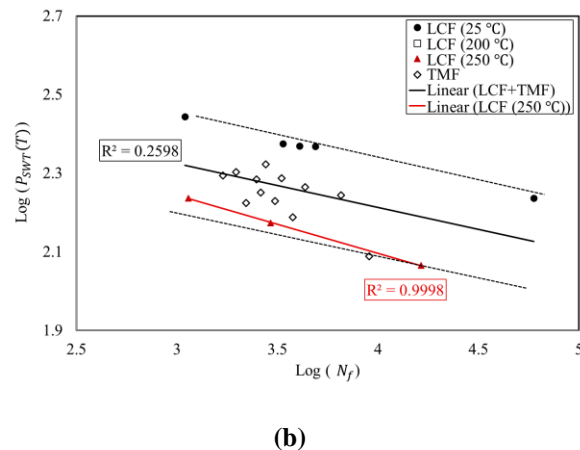 2.7
2.5
2.3
2.1
1.9
Log (P_SWT(T))
LCF (25 ℃)
LCF (200 ℃)
LCF (250 ℃)
TMF
Linear (LCF+TMF)
Linear (LCF (250 ℃))
R² = 0.2598
R² = 0.9998
2.5 3 3.5 4 4.5 5
Log ( N_f )
(b)